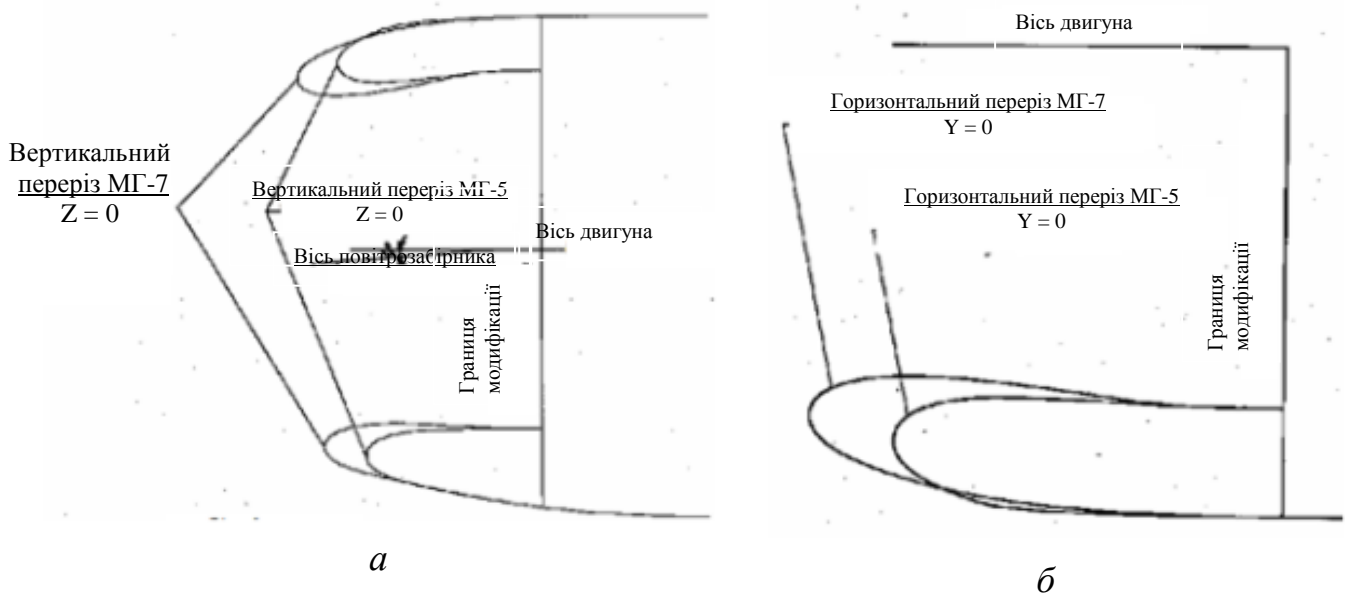 Вертикальний
переріз МГ-7
Z = 0
Вертикальний переріз МГ-5
Z = 0
Вісь двигуна
Вісь повітрозабірника
Границя
модифікації
а
Вісь двигуна
Горизонтальний переріз МГ-7
Y = 0
Горизонтальний переріз МГ-5
Y = 0
Границя
модифікації
б